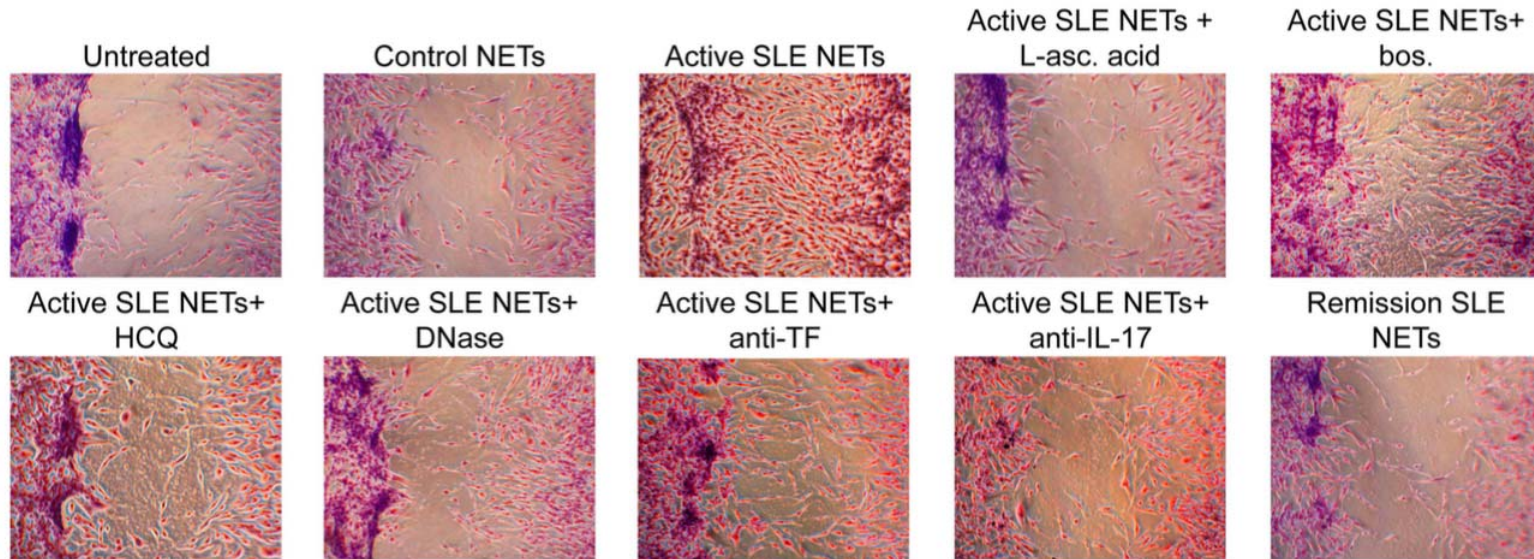 Untreated
Control NETs
Active SLE NETs
Active SLE NETs +
L-asc. acid
Active SLE NETs+
bos.
Active SLE NETs+
HCQ
Active SLE NETs+
DNase
Active SLE NETs+
anti-TF
Active SLE NETs+
anti-IL-17
Remission SLE
NETs